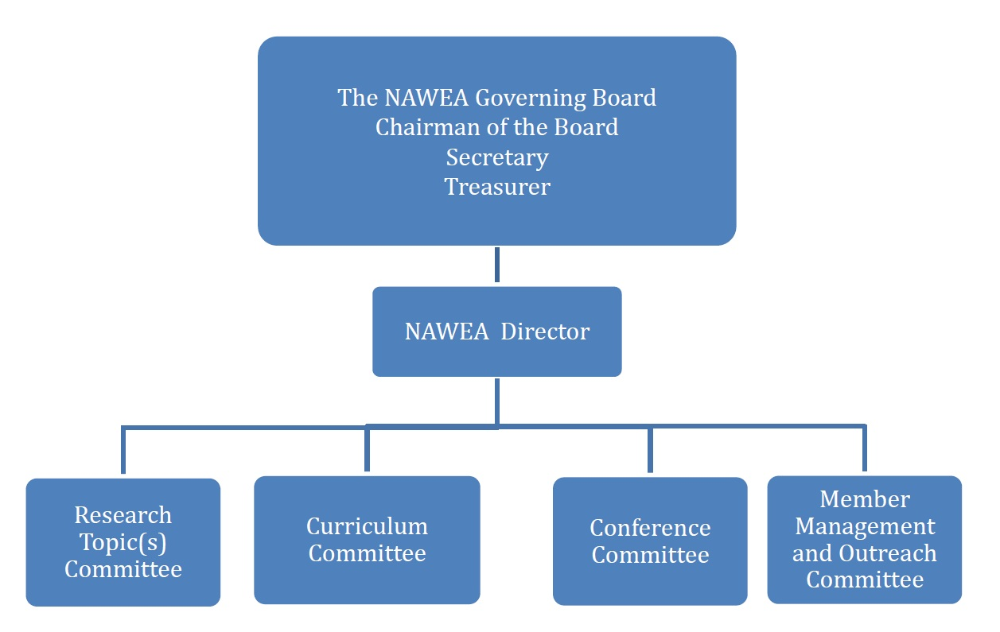 The NAWEA Governing Board
Chairman of the Board
Secretary
Treasurer
NAWEA  Director
Research
Topic(s)
Committee
Curriculum
Committee
Conference
Committee
Member
Management
and Outreach
Committee